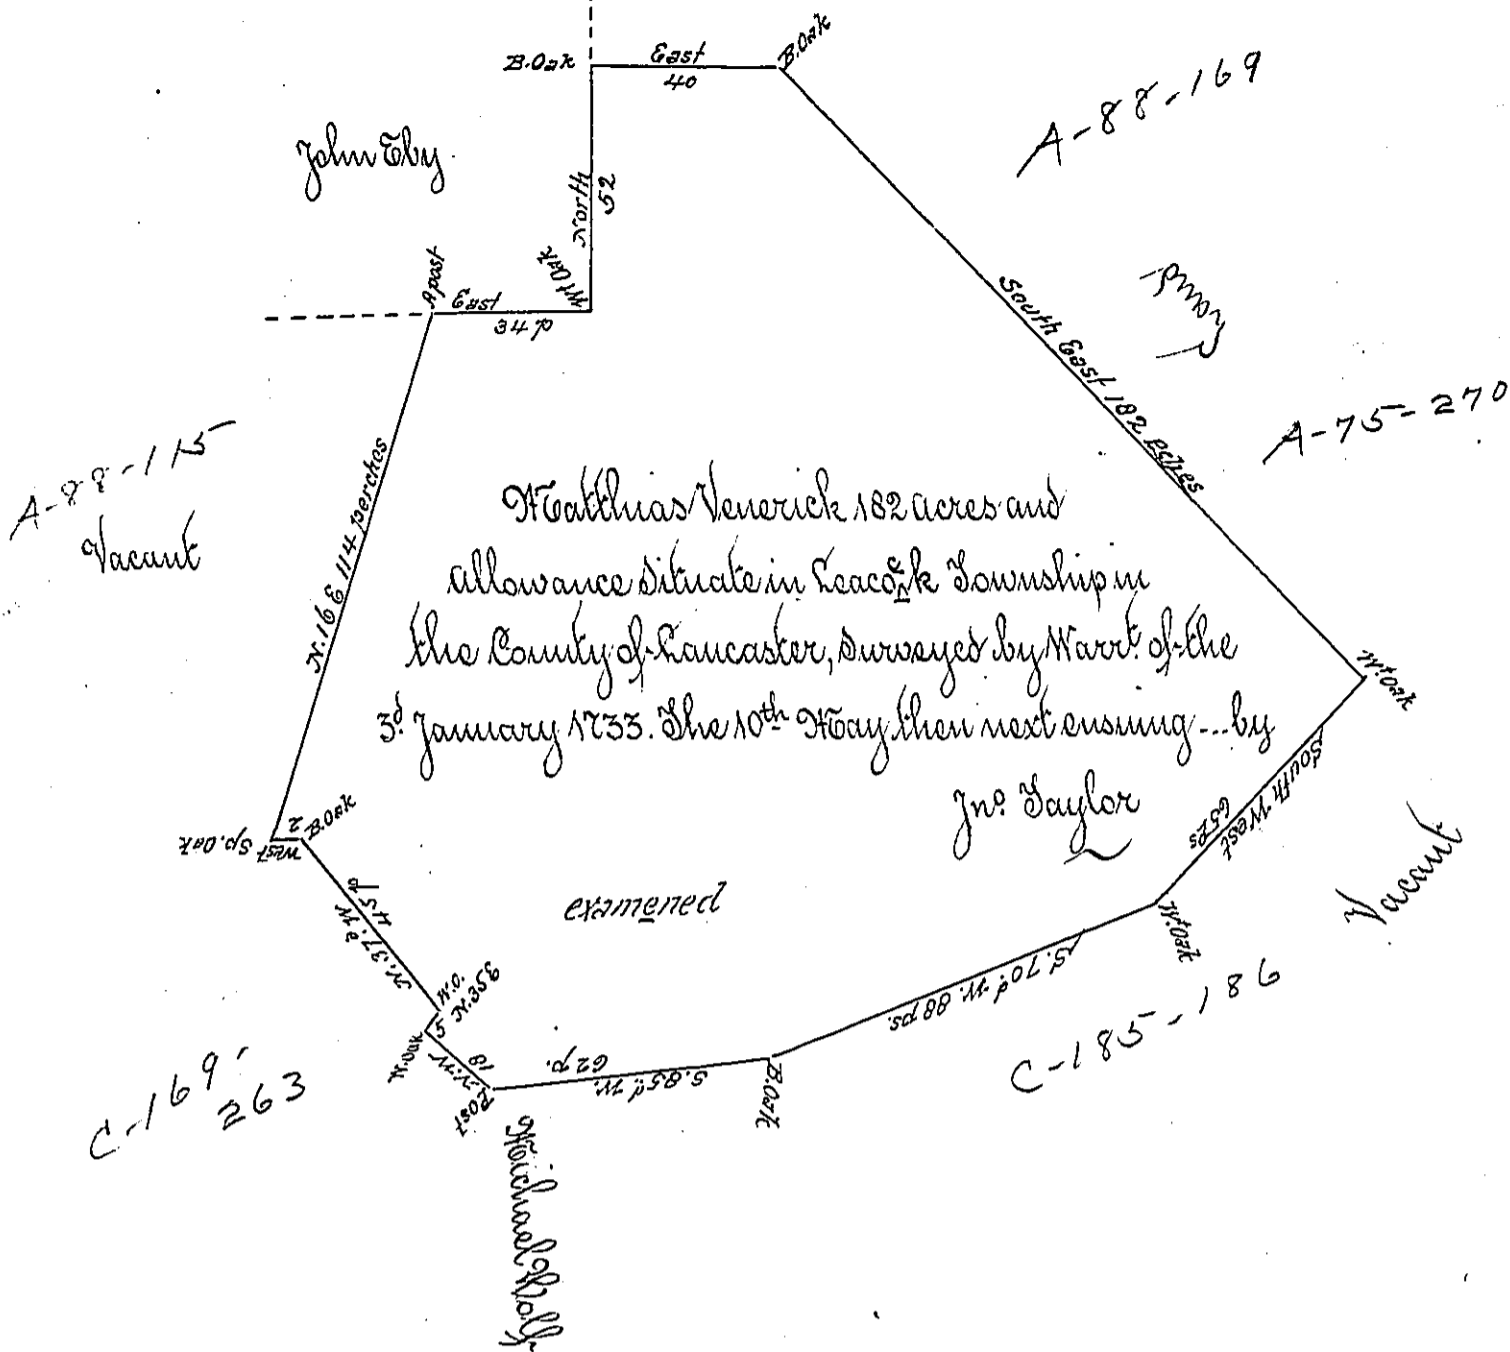 B.Oak
East
40
B.Oak
A-88-169
John Eby
North
52
Wt Oak
A post
East
34 p
South East 182 pches
A-75-270
A-88-115
Vacant
N.16 E 114 perches
Matthias Venerick 182 acres and
allowance Situate in Leacock Township in
the County of Lancaster, Surveyed by Warrt. of the
3d January 1733. The 10th May then next ensuing...by
Jno. Taylor
Wt Oak
South West
65 Ps
Vacant
Sp.Oak
West
2
B.Oak
examened
N.37.d W
45 p
Wt Oak
S.70.d W. 88 ps.
C-185-186
W.O.
N.35 E
5
W.Oak
N.W
18
Post
62 p.
S.85.d W.
B.Oak
C-169-
263
Michael Wolf